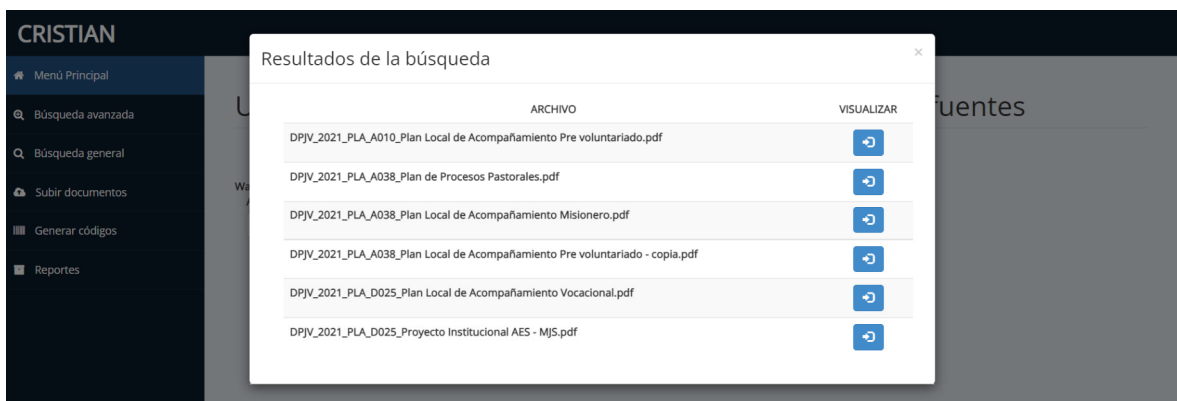 CRISTIAN
Menú Principal
Búsqueda avanzada
Búsqueda general
Subir documentos
Generar códigos
Reportes
Resultados de la búsqueda
×
ARCHIVO VISUALIZAR
DPJV_2021_PLA_A010_Plan Local de Acompañamiento Pre voluntariado.pdf
DPJV_2021_PLA_A038_Plan de Procesos Pastorales.pdf
DPJV_2021_PLA_A038_Plan Local de Acompañamiento Misionero.pdf
DPJV_2021_PLA_A038_Plan Local de Acompañamiento Pre voluntariado - copia.pdf
DPJV_2021_PLA_D025_Plan Local de Acompañamiento Vocacional.pdf
DPJV_2021_PLA_D025_Proyecto Institucional AES - MJS.pdf